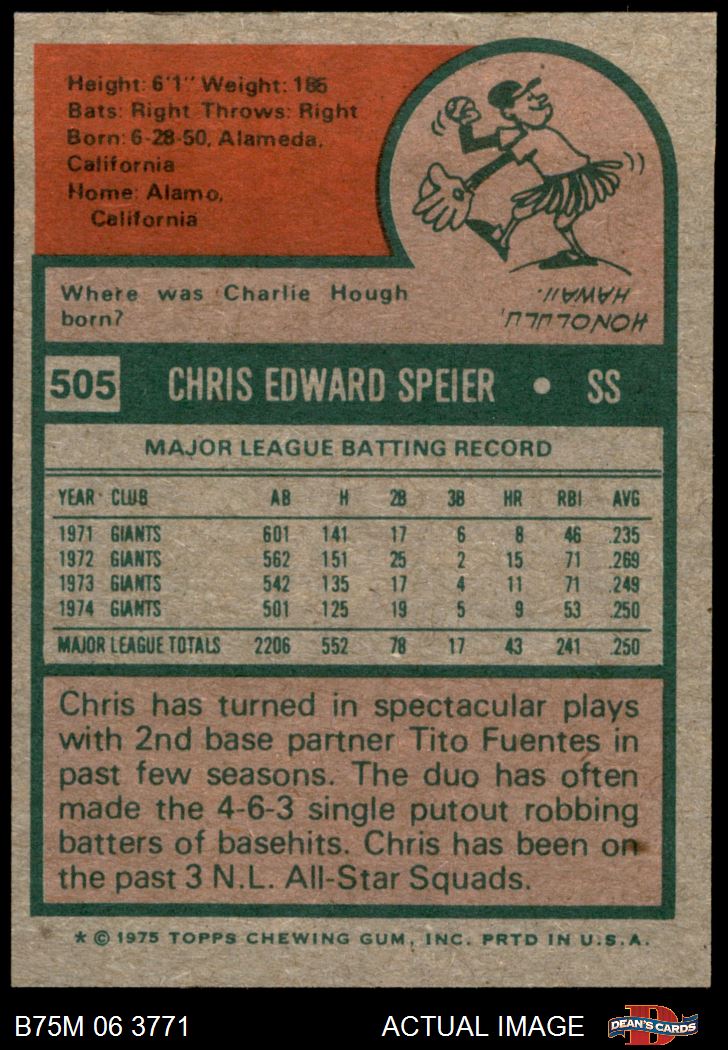 Height: 6'1" Weight: 185
Bats: Right Throws: Right
Born: 6-28-50, Alameda,
California
Home: Alamo,
California
Where was Charlie Hough
born?
HONOLULU,
HAWAII.
505 CHRIS EDWARD SPEIER • SS
MAJOR LEAGUE BATTING RECORD
YEAR CLUB AB H 2B 3B HR RBI AVG
1971 GIANTS 601 141 17 6 8 46 .235
1972 GIANTS 562 151 25 2 15 71 .269
1973 GIANTS 542 135 17 4 11 71 .249
1974 GIANTS 501 125 19 5 9 53 .250
MAJOR LEAGUE TOTALS 2206 552 78 17 43 241 .250
Chris has turned in spectacular plays
with 2nd base partner Tito Fuentes in
past few seasons. The duo has often
made the 4-6-3 single putout robbing
batters of basehits. Chris has been on
the past 3 N.L. All-Star Squads.
* © 1975 TOPPS CHEWING GUM, INC. PRTD IN U.S.A.
B75M 06 3771 ACTUAL IMAGE DEAN'S CARDS